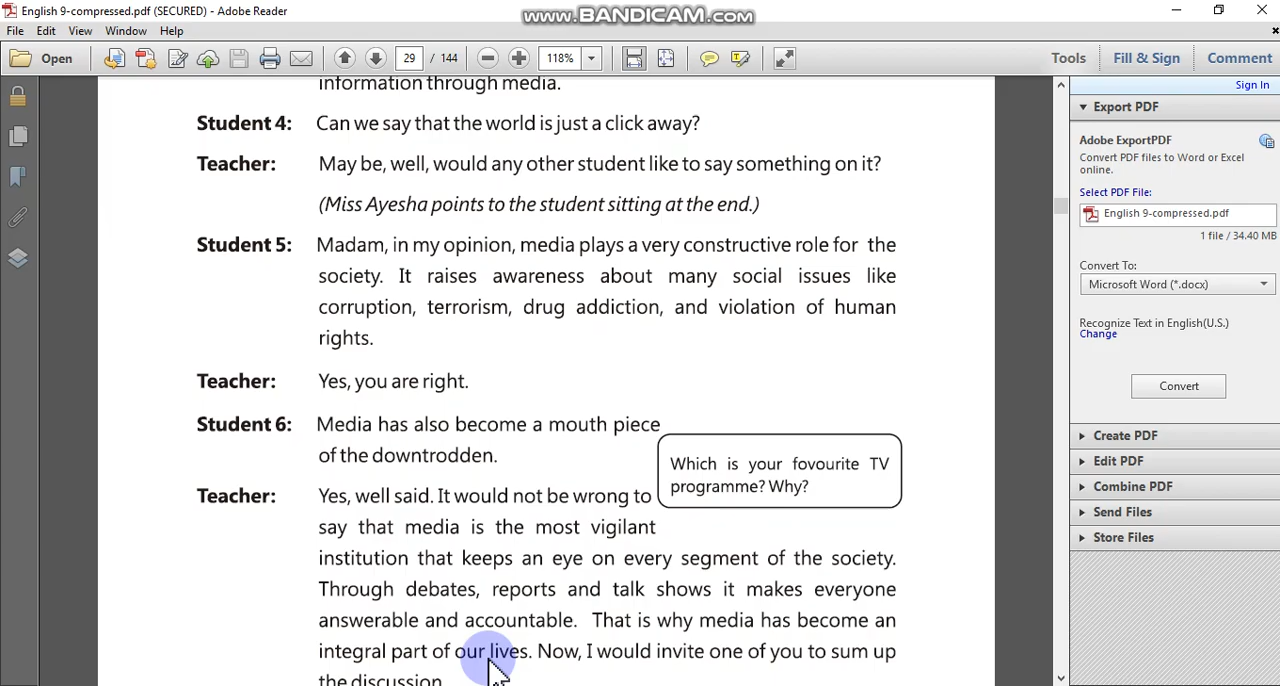 English 9-compressed.pdf (SECURED) - Adobe Reader
www.BANDICAM.com
File Edit View Window Help
Open 29 / 144 118% Tools Fill & Sign Comment
Sign In
information through media.
Student 4: Can we say that the world is just a click away?
Teacher: May be, well, would any other student like to say something on it?
(Miss Ayesha points to the student sitting at the end.)
Student 5: Madam, in my opinion, media plays a very constructive role for the
society. It raises awareness about many social issues like
corruption, terrorism, drug addiction, and violation of human
rights.
Teacher: Yes, you are right.
Student 6: Media has also become a mouth piece
of the downtrodden.
Which is your fovourite TV
programme? Why?
Teacher: Yes, well said. It would not be wrong to
say that media is the most vigilant
institution that keeps an eye on every segment of the society.
Through debates, reports and talk shows it makes everyone
answerable and accountable. That is why media has become an
integral part of our lives. Now, I would invite one of you to sum up
the discussion.
Export PDF
Adobe ExportPDF
Convert PDF files to Word or Excel
online.
Select PDF File:
English 9-compressed.pdf
1 file / 34.40 MB
Convert To:
Microsoft Word (*.docx)
Recognize Text in English(U.S.)
Change
Convert
Create PDF
Edit PDF
Combine PDF
Send Files
Store Files